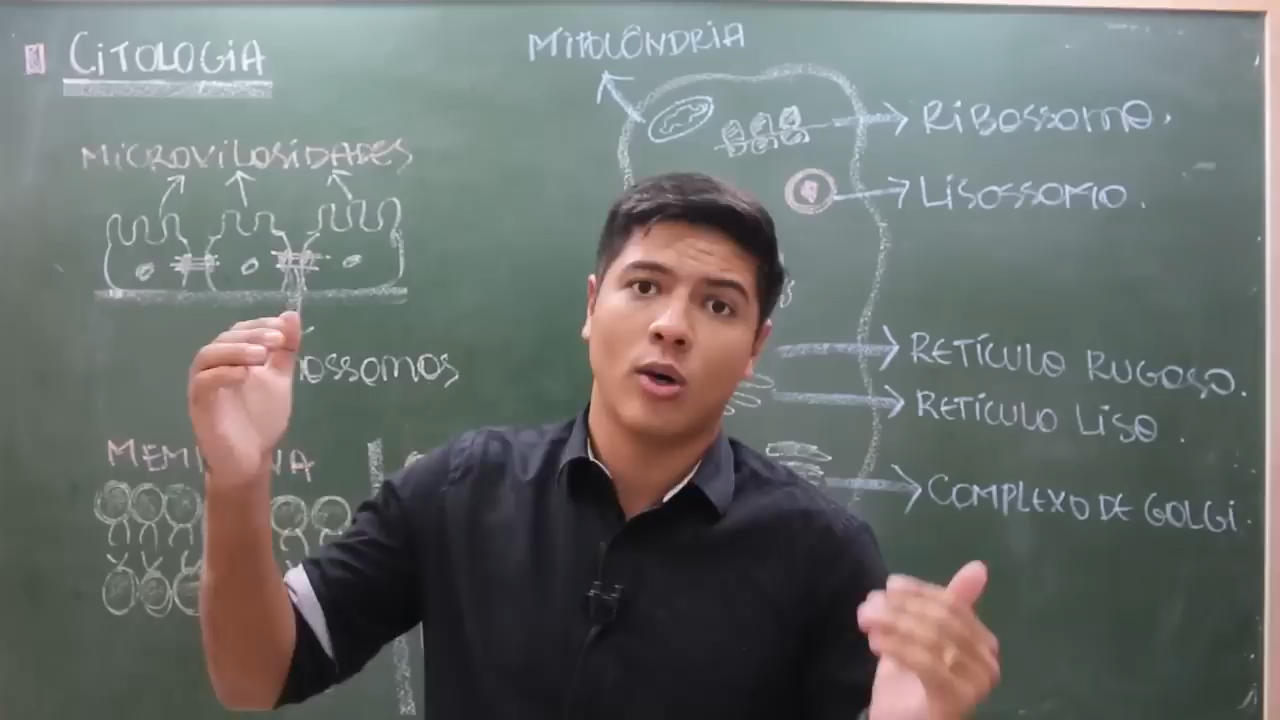 CITOLOGIA
MICROVILOSIDADES
MITOCÔNDRIA
RIBOSSOMO.
LISOSSOMO.
RETÍCULO RUGOSO.
RETÍCULO LISO.
COMPLEXO DE GOLGI.